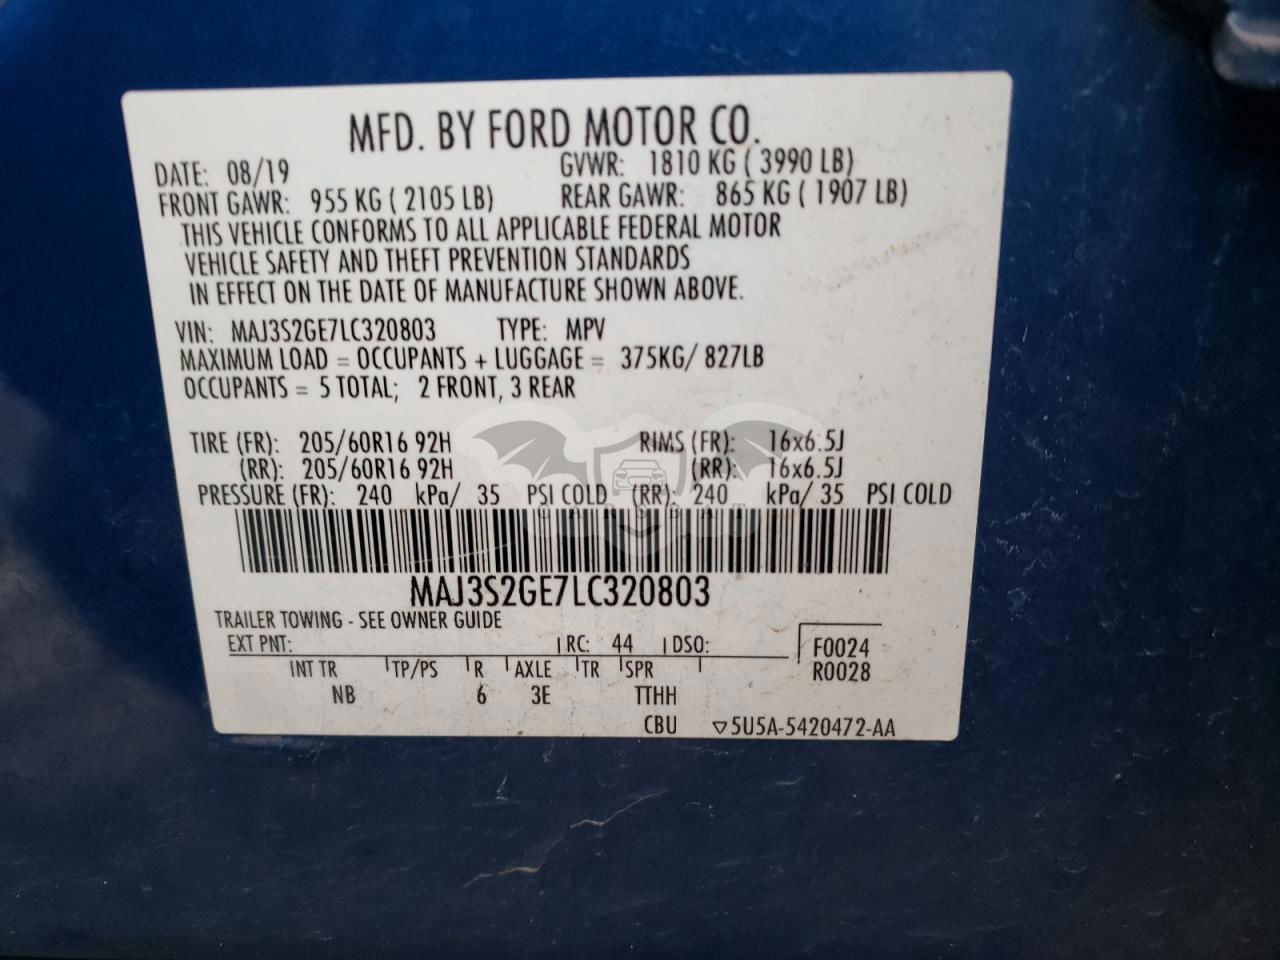 MFD. BY FORD MOTOR CO.
DATE: 08/19 GVWR: 1810 KG ( 3990 LB)
FRONT GAWR: 955 KG ( 2105 LB) REAR GAWR: 865 KG ( 1907 LB)
THIS VEHICLE CONFORMS TO ALL APPLICABLE FEDERAL MOTOR
VEHICLE SAFETY AND THEFT PREVENTION STANDARDS
IN EFFECT ON THE DATE OF MANUFACTURE SHOWN ABOVE.
VIN: MAJ3S2GE7LC320803 TYPE: MPV
MAXIMUM LOAD = OCCUPANTS + LUGGAGE = 375KG/ 827LB
OCCUPANTS = 5 TOTAL; 2 FRONT, 3 REAR
TIRE (FR): 205/60R16 92H RIMS (FR): 16x6.5J
(RR): 205/60R16 92H (RR): 16x6.5J
PRESSURE (FR): 240 kPa/ 35 PSI COLD (RR): 240 kPa/ 35 PSI COLD
MAJ3S2GE7LC320803
TRAILER TOWING - SEE OWNER GUIDE
EXT PNT: RC: 44 DSO: F0024
INT TR TP/PS R AXLE TR SPR R0028
NB 6 3E TTHH
CBU ▽5U5A-5420472-AA